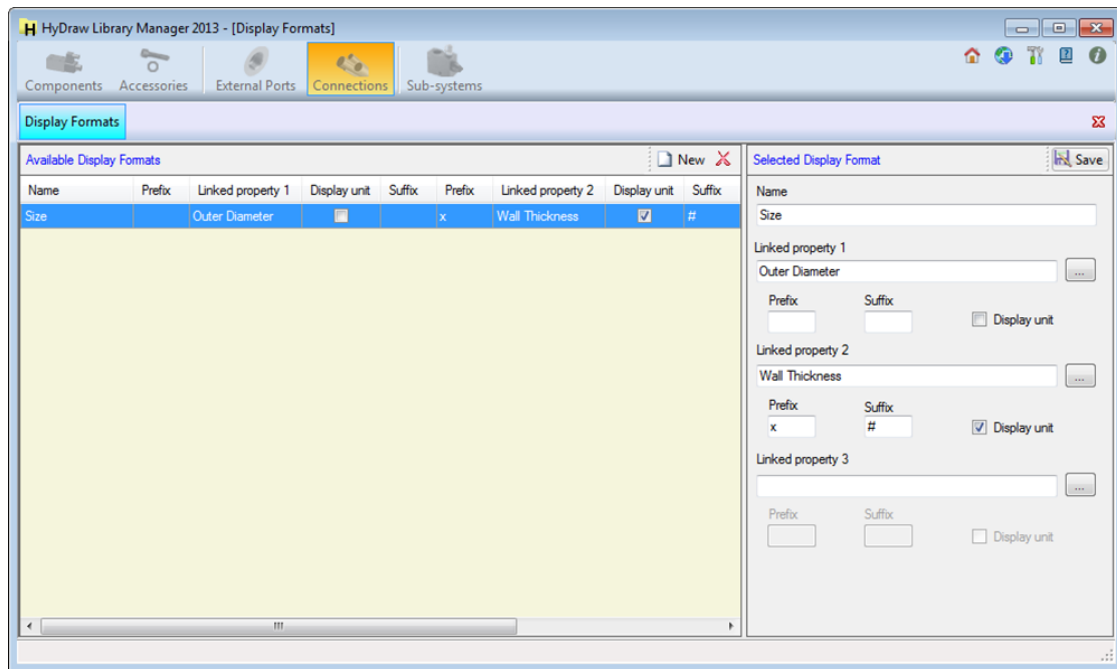 HyDraw Library Manager 2013 - [Display Formats]
Components Accessories External Ports Connections Sub-systems
Display Formats
Available Display Formats New
Name Prefix Linked property 1 Display unit Suffix Prefix Linked property 2 Display unit Suffix
Size Outer Diameter x Wall Thickness #
Selected Display Format Save
Name
Size
Linked property 1
Outer Diameter ...
Prefix Suffix
Display unit
Linked property 2
Wall Thickness ...
Prefix Suffix
x # Display unit
Linked property 3
...
Prefix Suffix
Display unit